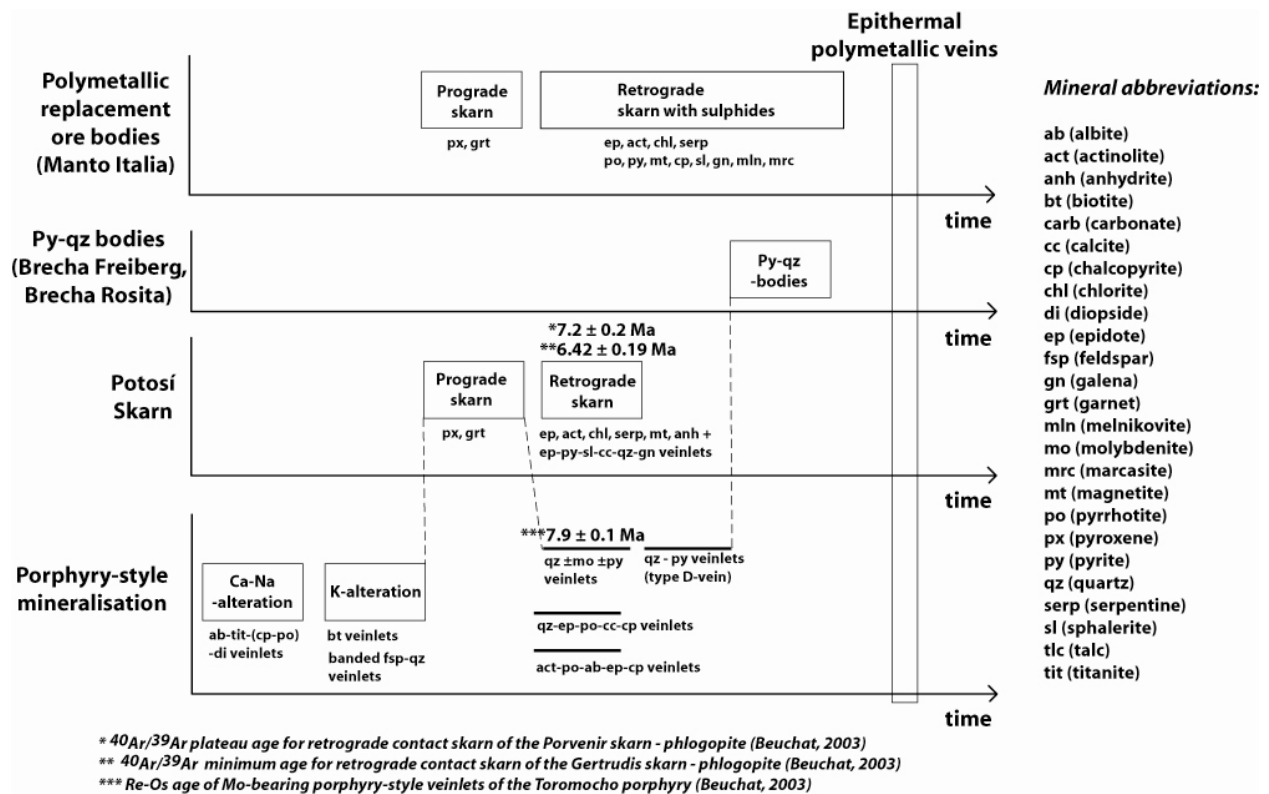 Epithermal
polymetallic veins
Polymetallic
replacement
ore bodies
(Manto Italia)
Prograde
skarn
px, grt
Retrograde
skarn with sulphides
ep, act, chl, serp
po, py, mt, cp, sl, gn, mln, mrc
time
Py-qz bodies
(Brecha Freiberg,
Brecha Rosita)
Py-qz
-bodies
time
Potosí
Skarn
Prograde
skarn
px, grt
*7.2 ± 0.2 Ma
**6.42 ± 0.19 Ma
Retrograde
skarn
ep, act, chl, serp, mt, anh +
ep-py-sl-cc-qz-gn veinlets
time
Porphyry-style
mineralisation
Ca-Na
-alteration
ab-tit-(cp-po)
-di veinlets
K-alteration
bt veinlets
banded fsp-qz
veinlets
***7.9 ± 0.1 Ma
qz ±mo ±py
veinlets
qz - py veinlets
(type D-vein)
qz-ep-po-cc-cp veinlets
act-po-ab-ep-cp veinlets
time
Mineral abbreviations:
ab (albite)
act (actinolite)
anh (anhydrite)
bt (biotite)
carb (carbonate)
cc (calcite)
cp (chalcopyrite)
chl (chlorite)
di (diopside)
ep (epidote)
fsp (feldspar)
gn (galena)
grt (garnet)
mln (melnikovite)
mo (molybdenite)
mrc (marcasite)
mt (magnetite)
po (pyrrhotite)
px (pyroxene)
py (pyrite)
qz (quartz)
serp (serpentine)
sl (sphalerite)
tlc (talc)
tit (titanite)
* 40Ar/39Ar plateau age for retrograde contact skarn of the Porvenir skarn - phlogopite (Beuchat, 2003)
** 40Ar/39Ar minimum age for retrograde contact skarn of the Gertrudis skarn - phlogopite (Beuchat, 2003)
*** Re-Os age of Mo-bearing porphyry-style veinlets of the Toromocho porphyry (Beuchat, 2003)